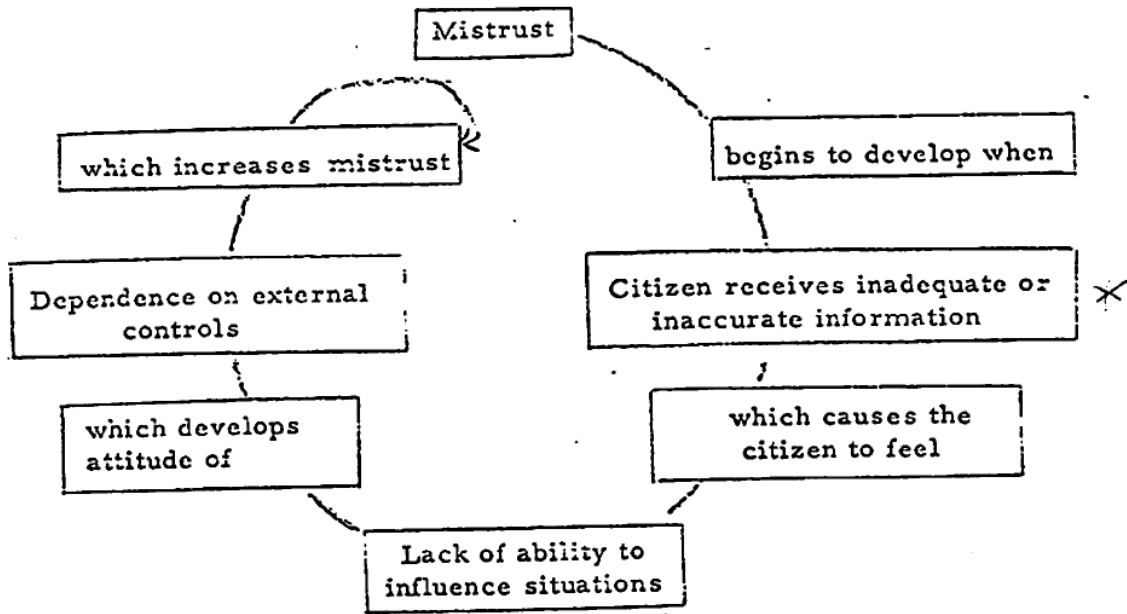 Mistrust
begins to develop when
Citizen receives inadequate or
inaccurate information
which causes the
citizen to feel
Lack of ability to
influence situations
which develops
attitude of
Dependence on external
controls
which increases mistrust